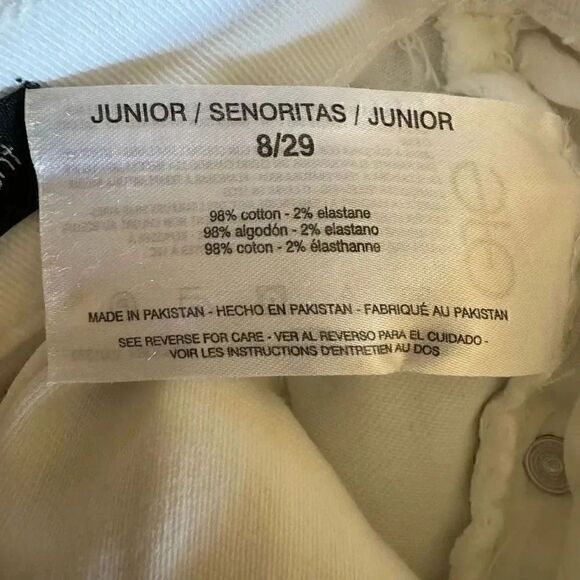 JUNIOR / SENORITAS / JUNIOR
8/29
98% cotton - 2% elastane
98% algodón - 2% elastano
98% coton - 2% élasthanne
MADE IN PAKISTAN - HECHO EN PAKISTAN - FABRIQUÉ AU PAKISTAN
SEE REVERSE FOR CARE - VER AL REVERSO PARA EL CUIDADO -
VOIR LES INSTRUCTIONS D'ENTRETIEN AU DOS